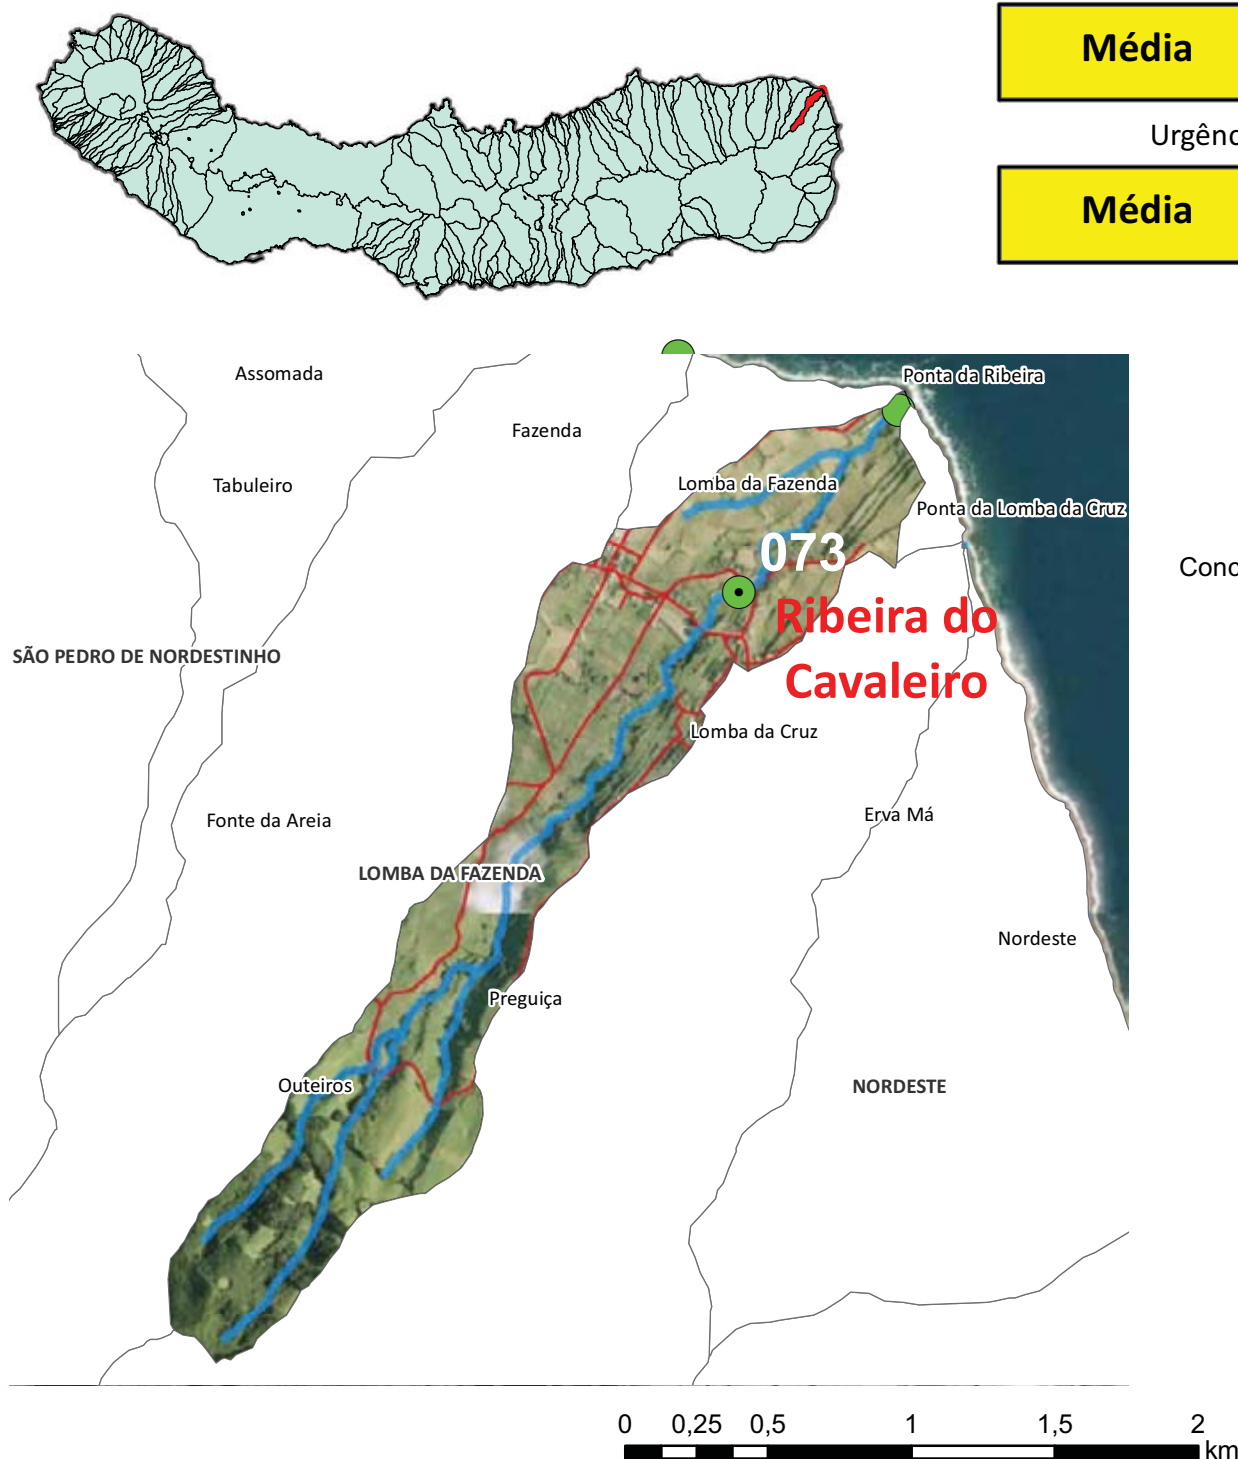 Média
Urgênc
Média
Assomada
Ponta da Ribeira
Fazenda
Tabuleiro
Lomba da Fazenda
Ponta da Lomba da Cruz
073
Conc
Ribeira do
Cavaleiro
SÃO PEDRO DE NORDESTINHO
Lomba da Cruz
Erva Má
Fonte da Areia
LOMBA DA FAZENDA
Nordeste
Preguiça
Outeiros
NORDESTE
0 0,25 0,5 1 1,5 2
km